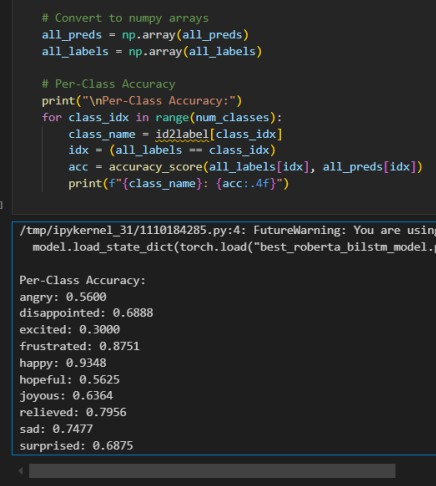 # Convert to numpy arrays
all_preds = np.array(all_preds)
all_labels = np.array(all_labels)
# Per-Class Accuracy
print("\nPer-Class Accuracy:")
for class_idx in range(num_classes):
    class_name = id2label[class_idx]
    idx = (all_labels == class_idx)
    acc = accuracy_score(all_labels[idx], all_preds[idx])
    print(f"{class_name}: {acc:.4f}")
/tmp/ipykernel_31/1110184285.py:4: FutureWarning: You are using
  model.load_state_dict(torch.load("best_roberta_bilstm_model.p
Per-Class Accuracy:
angry: 0.5600
disappointed: 0.6888
excited: 0.3000
frustrated: 0.8751
happy: 0.9348
hopeful: 0.5625
joyous: 0.6364
relieved: 0.7956
sad: 0.7477
surprised: 0.6875